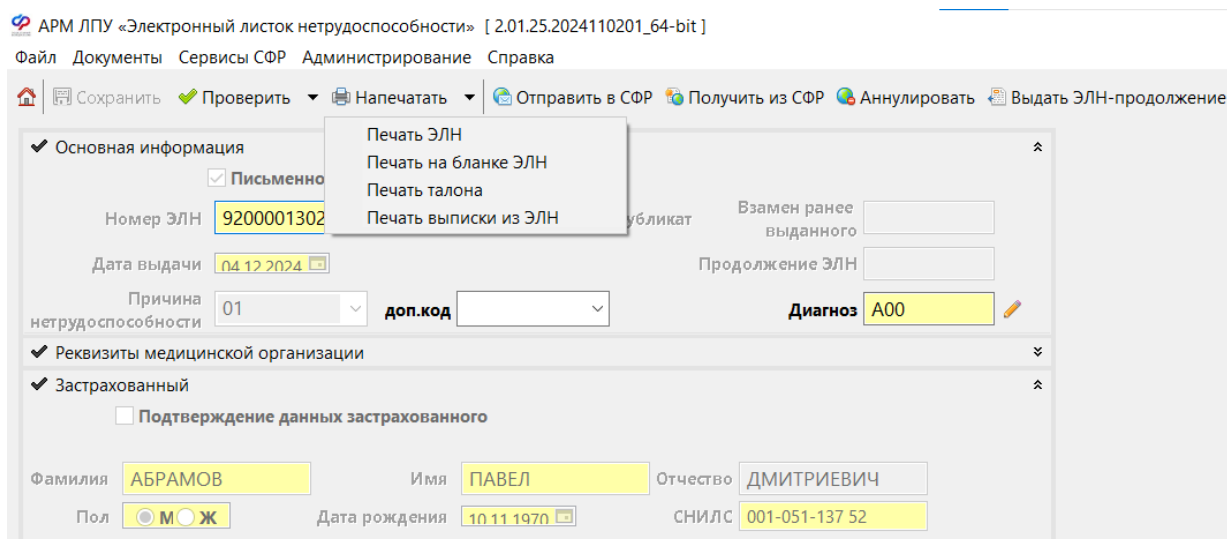 АРМ ЛПУ «Электронный листок нетрудоспособности» [ 2.01.25.2024110201_64-bit ]
Файл Документы Сервисы СФР Администрирование Справка
Сохранить Проверить Напечатать Отправить в СФР Получить из СФР Аннулировать Выдать ЭЛН-продолжение
Печать ЭЛН
Печать на бланке ЭЛН
Печать талона
Печать выписки из ЭЛН
Основная информация
Письменно
Номер ЭЛН 9200001302 убликат Взамен ранее выданного
Дата выдачи 04.12.2024 Продолжение ЭЛН
Причина нетрудоспособности 01 доп.код Диагноз A00
Реквизиты медицинской организации
Застрахованный
Подтверждение данных застрахованного
Фамилия АБРАМОВ Имя ПАВЕЛ Отчество ДМИТРИЕВИЧ
Пол М Ж Дата рождения 10.11.1970 СНИЛС 001-051-137 52